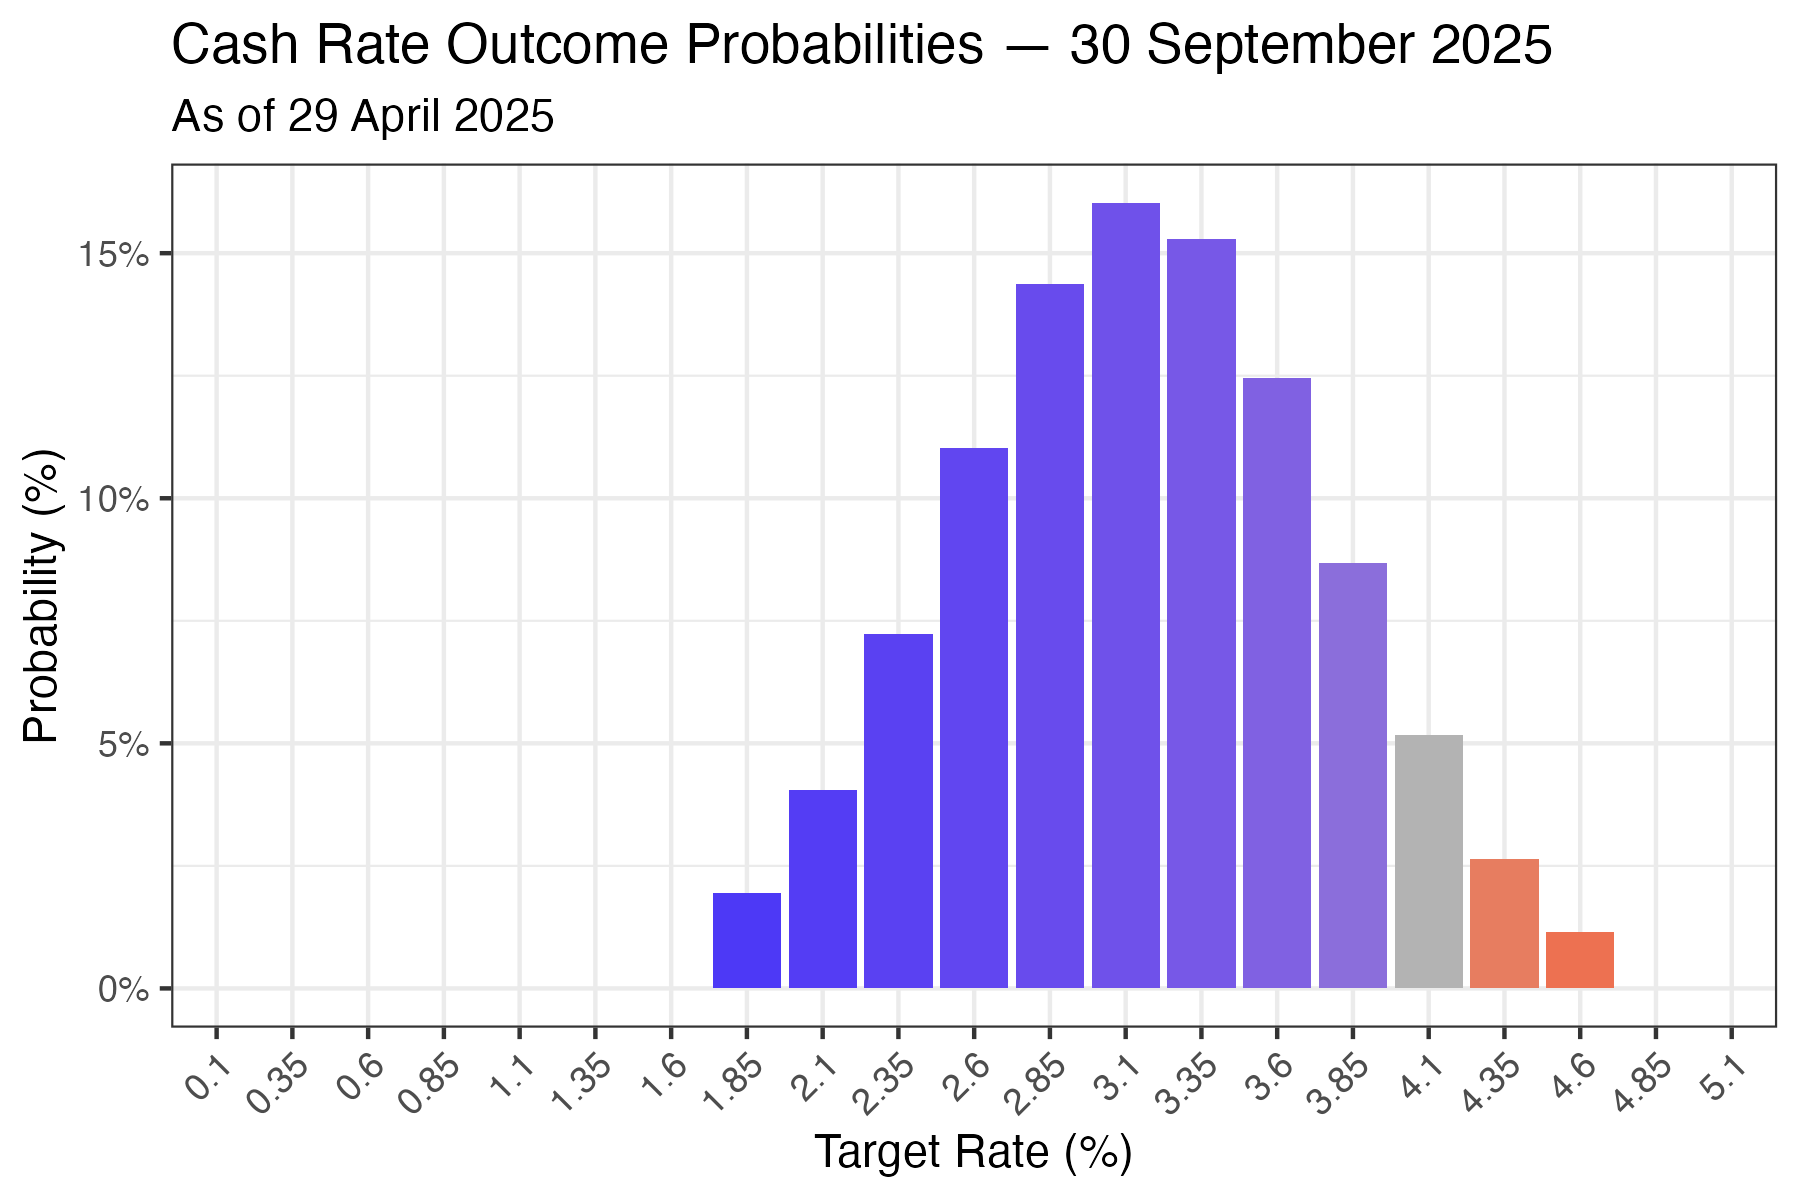 Cash Rate Outcome Probabilities — 30 September 2025
As of 29 April 2025
Probability (%)
15%
10%
5%
0%
0.1 0.35 0.6 0.85 1.1 1.35 1.6 1.85 2.1 2.35 2.6 2.85 3.1 3.35 3.6 3.85 4.1 4.35 4.6 4.85 5.1
Target Rate (%)